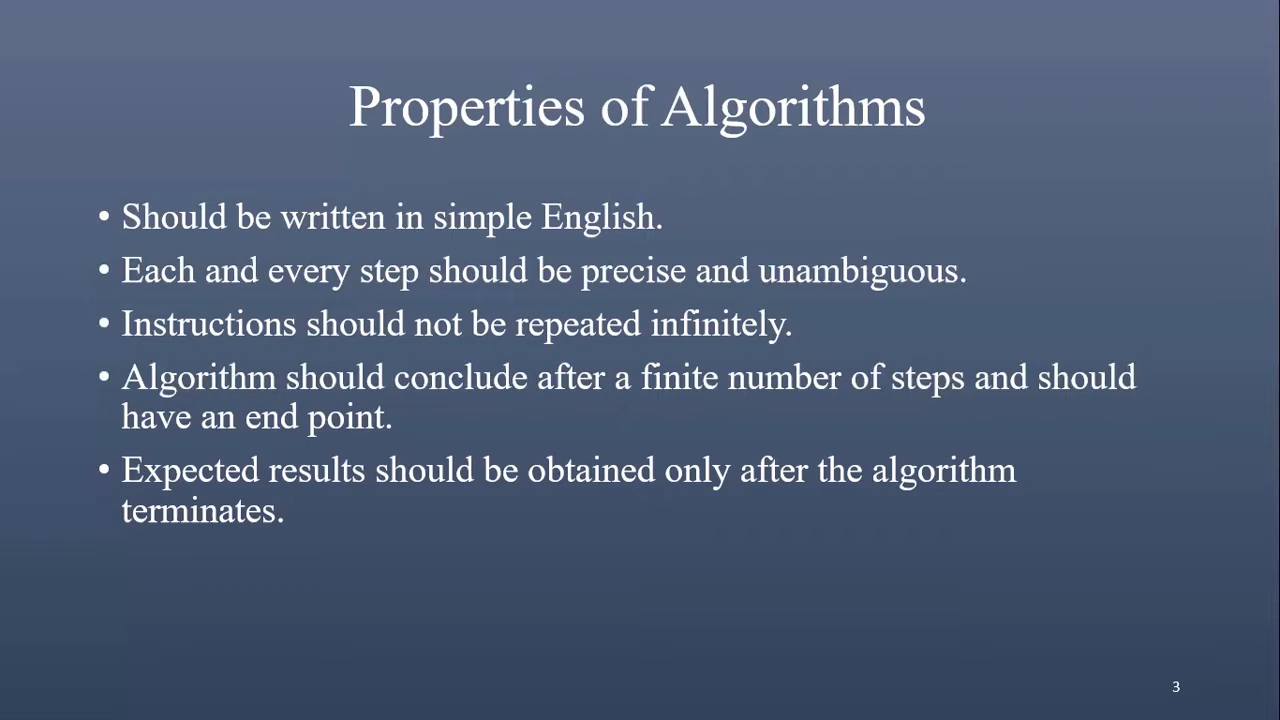 Properties of Algorithms
• Should be written in simple English.
• Each and every step should be precise and unambiguous.
• Instructions should not be repeated infinitely.
• Algorithm should conclude after a finite number of steps and should
have an end point.
• Expected results should be obtained only after the algorithm
terminates.
3